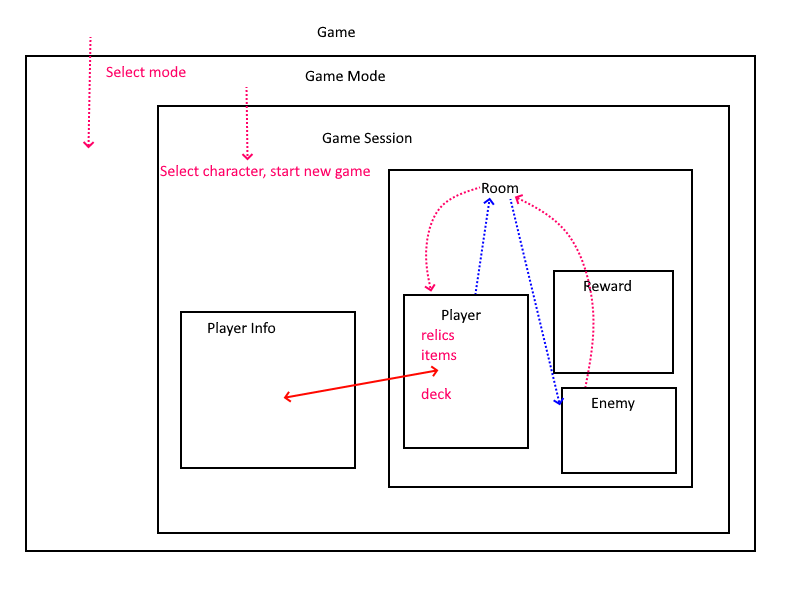 Game
Select mode
Game Mode
Game Session
Select character, start new game
Room
Reward
Player Info
Player
relics
items
deck
Enemy